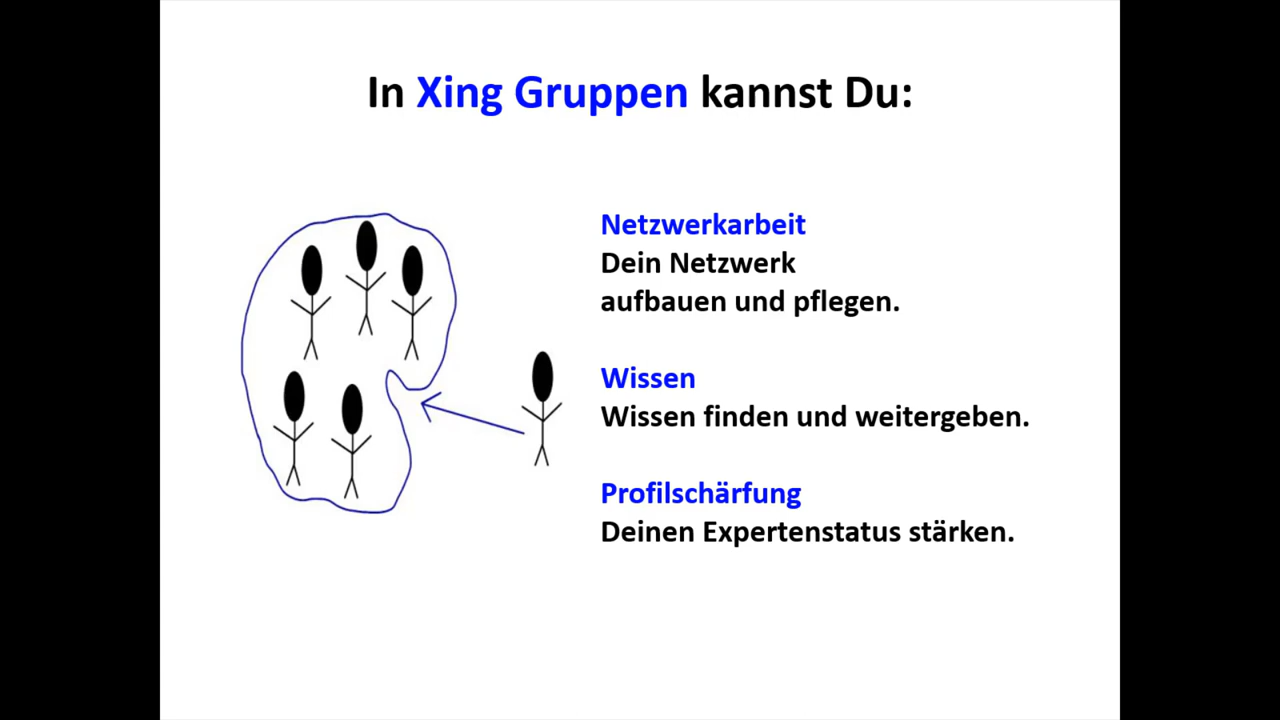 In Xing Gruppen kannst Du:
Netzwerkarbeit
Dein Netzwerk
aufbauen und pflegen.
Wissen
Wissen finden und weitergeben.
Profilschärfung
Deinen Expertenstatus stärken.